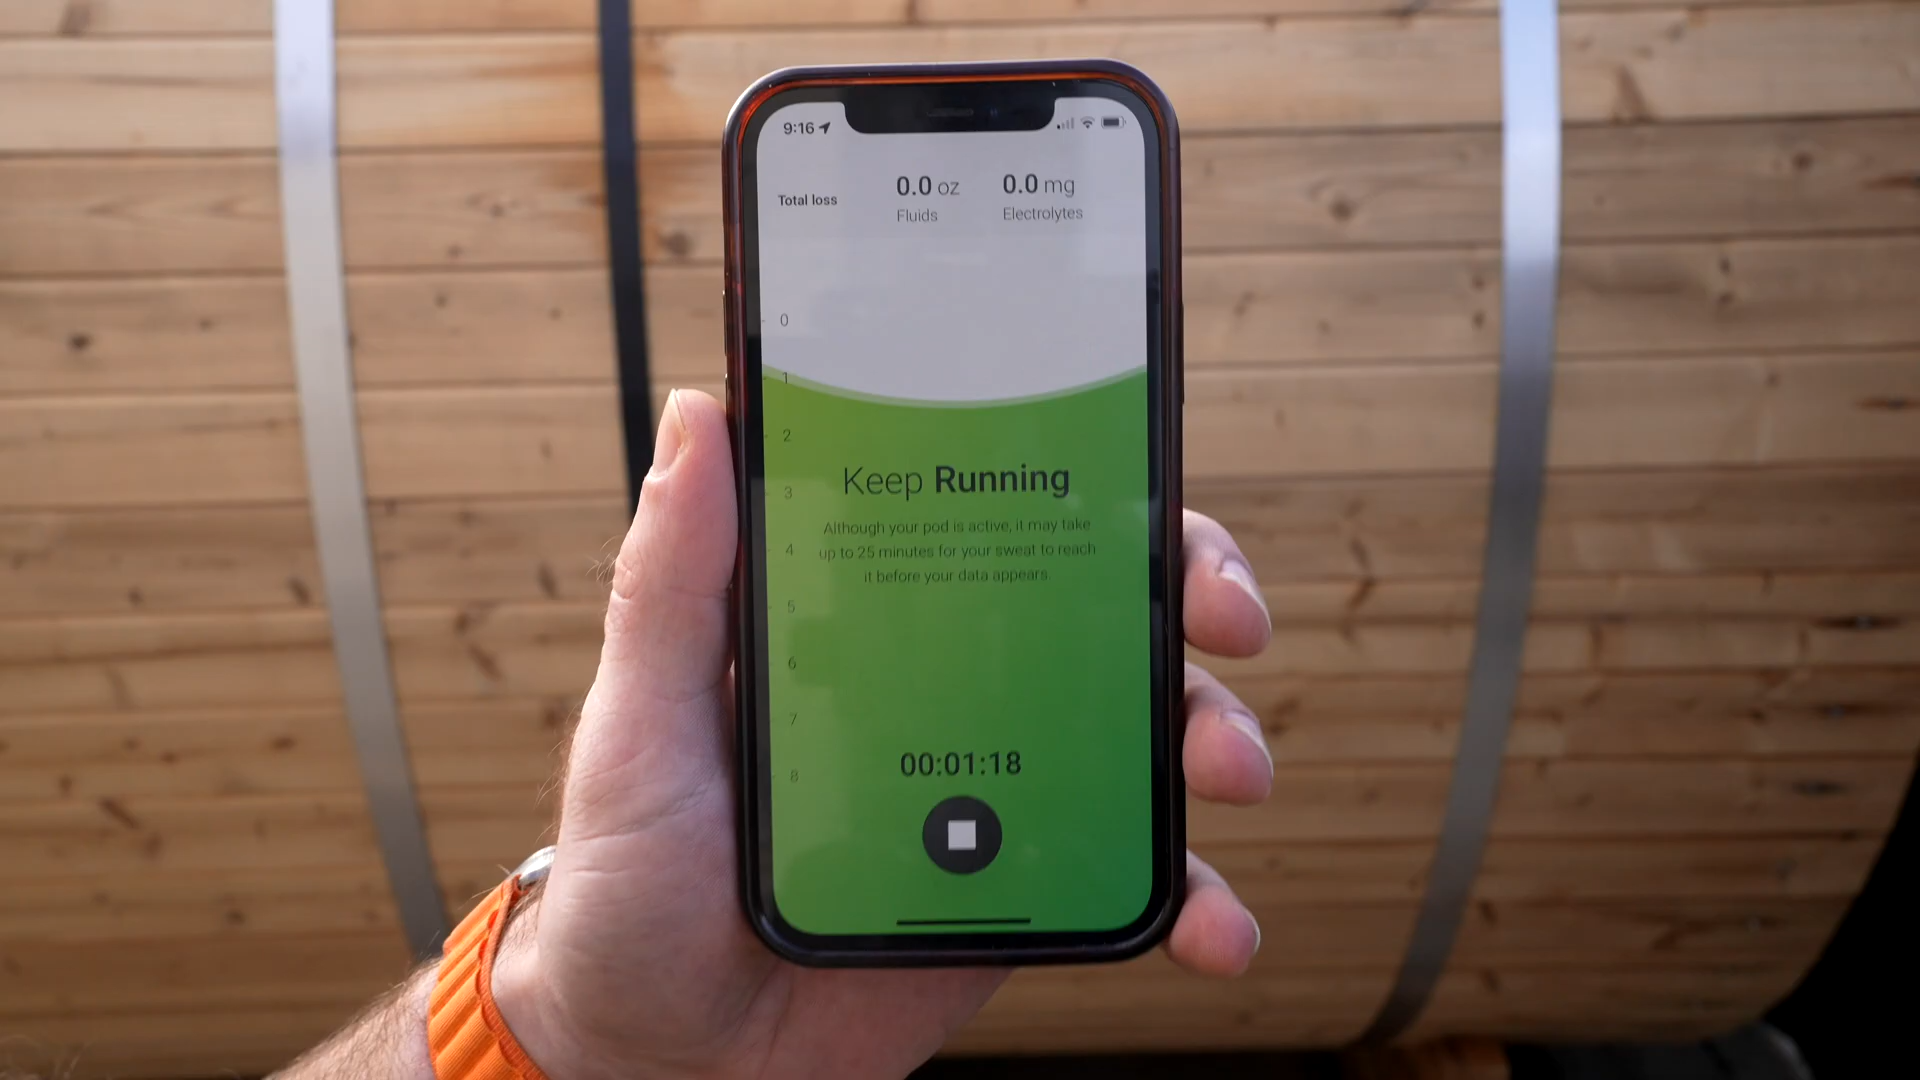 9:16
Total loss
0.0 oz
Fluids
0.0 mg
Electrolytes
0
1
2
3
4
5
6
7
8
Keep Running
Although your pod is active, it may take
up to 25 minutes for your sweat to reach
it before your data appears.
00:01:18